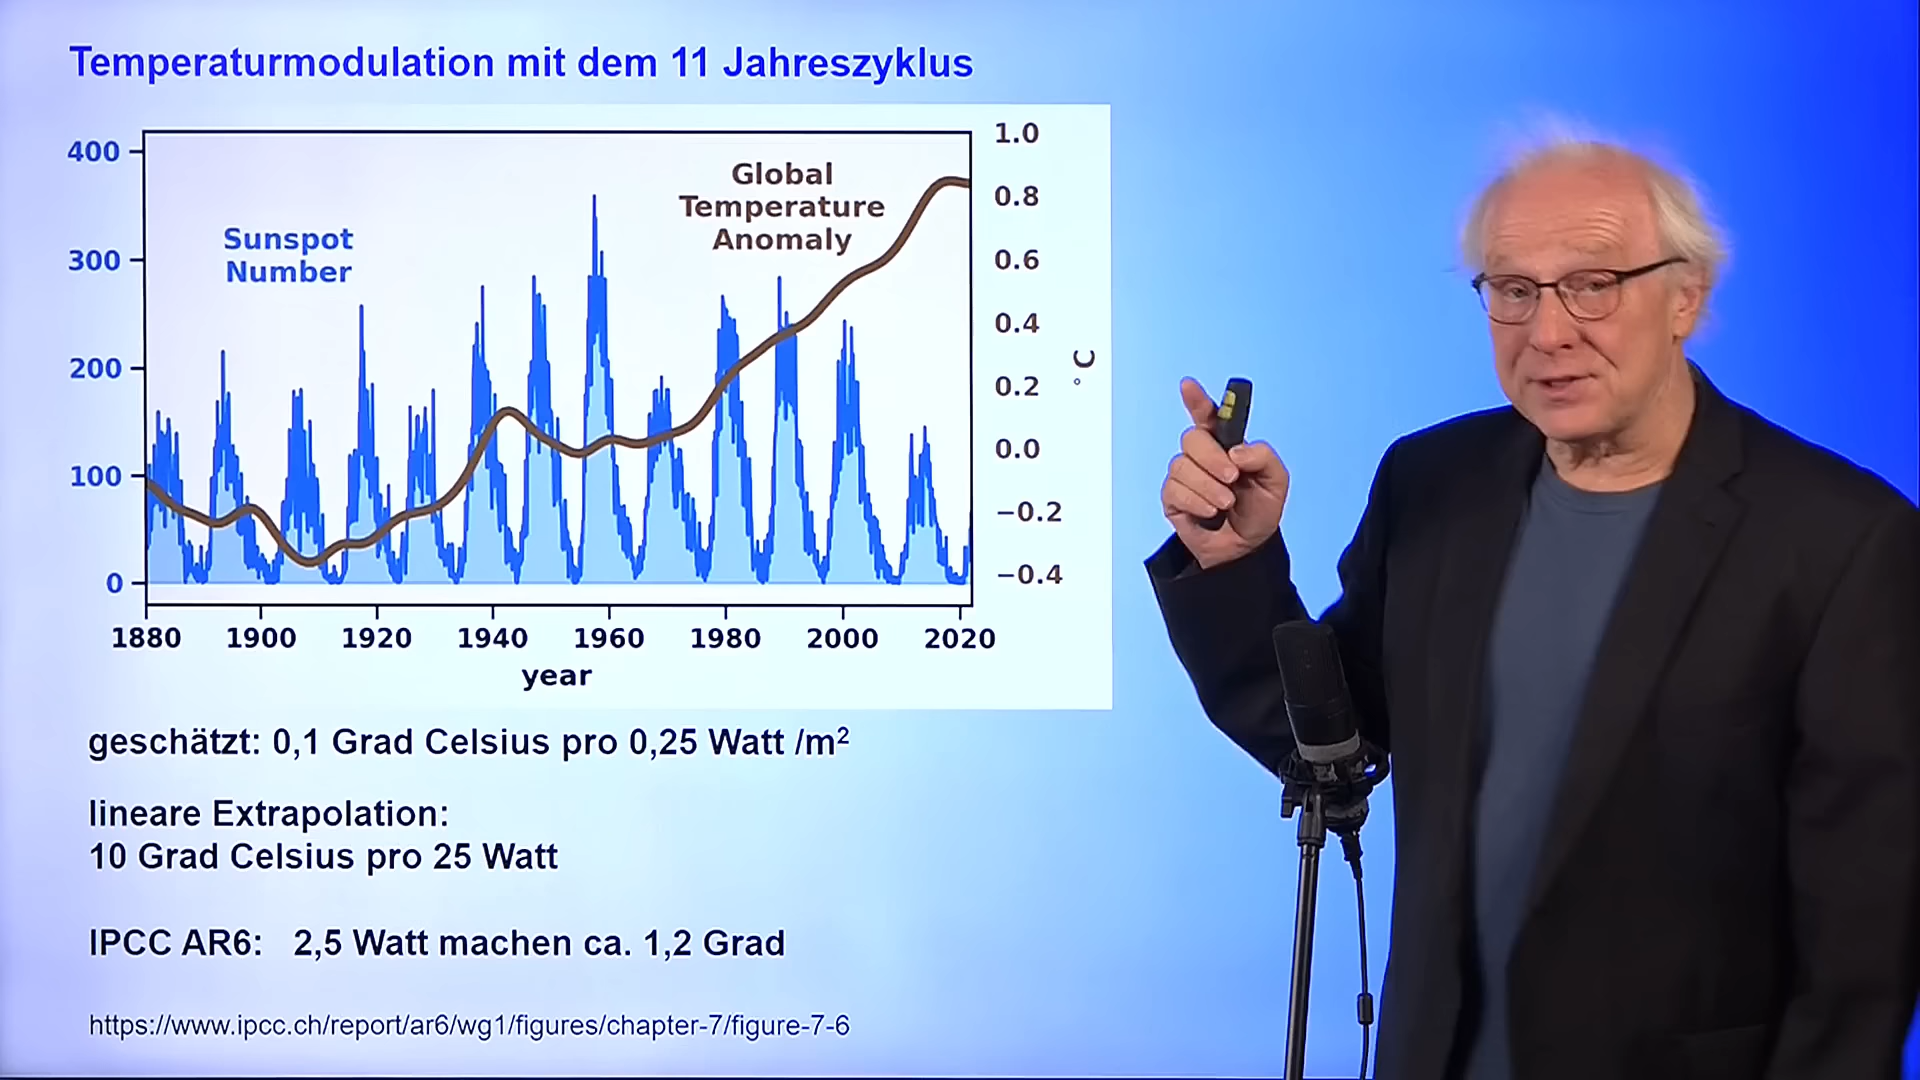 Temperaturmodulation mit dem 11 Jahreszyklus
400
300
200
100
0
Sunspot
Number
Global
Temperature
Anomaly
1.0
0.8
0.6
0.4
0.2
0.0
−0.2
−0.4
°C
1880 1900 1920 1940 1960 1980 2000 2020
year
geschätzt: 0,1 Grad Celsius pro 0,25 Watt /m²
lineare Extrapolation:
10 Grad Celsius pro 25 Watt
IPCC AR6: 2,5 Watt machen ca. 1,2 Grad
https://www.ipcc.ch/report/ar6/wg1/figures/chapter-7/figure-7-6